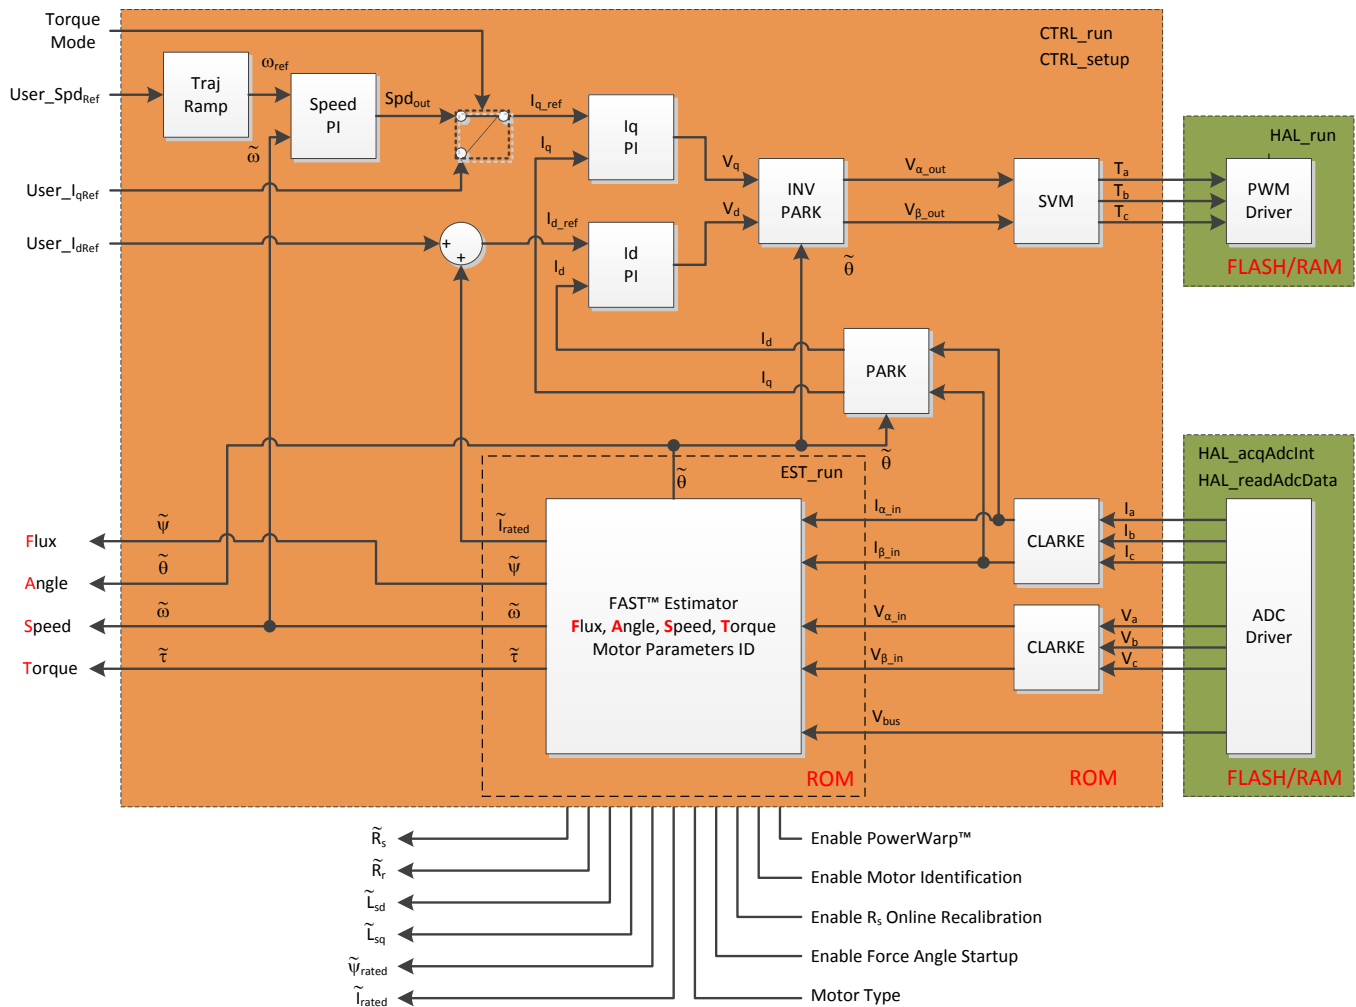 Torque
Mode
CTRL_run
CTRL_setup
User_SpdRef
Traj
Ramp
ωref
Speed
PI
Spdout
Iq_ref
Iq
PI
Iq
ω̃
User_IqRef
User_IdRef
+
+
Id_ref
Id
PI
Id
Vq
Vd
INV
PARK
θ̃
Vα_out
Vβ_out
SVM
Ta
Tb
Tc
HAL_run
PWM
Driver
FLASH/RAM
Id
Iq
PARK
θ̃
θ̃
EST_run
HAL_acqAdcInt
HAL_readAdcData
Ĩrated
ψ̃
ω̃
τ̃
FAST™ Estimator
Flux, Angle, Speed, Torque
Motor Parameters ID
Iα_in
Iβ_in
Vα_in
Vβ_in
Vbus
CLARKE
CLARKE
Ia
Ib
Ic
Va
Vb
Vc
ADC
Driver
Flux
ψ̃
Angle
θ̃
Speed
ω̃
Torque
τ̃
ROM
ROM
FLASH/RAM
R̃s
R̃r
L̃sd
L̃sq
ψ̃rated
Ĩrated
Enable PowerWarp™
Enable Motor Identification
Enable Rs Online Recalibration
Enable Force Angle Startup
Motor Type